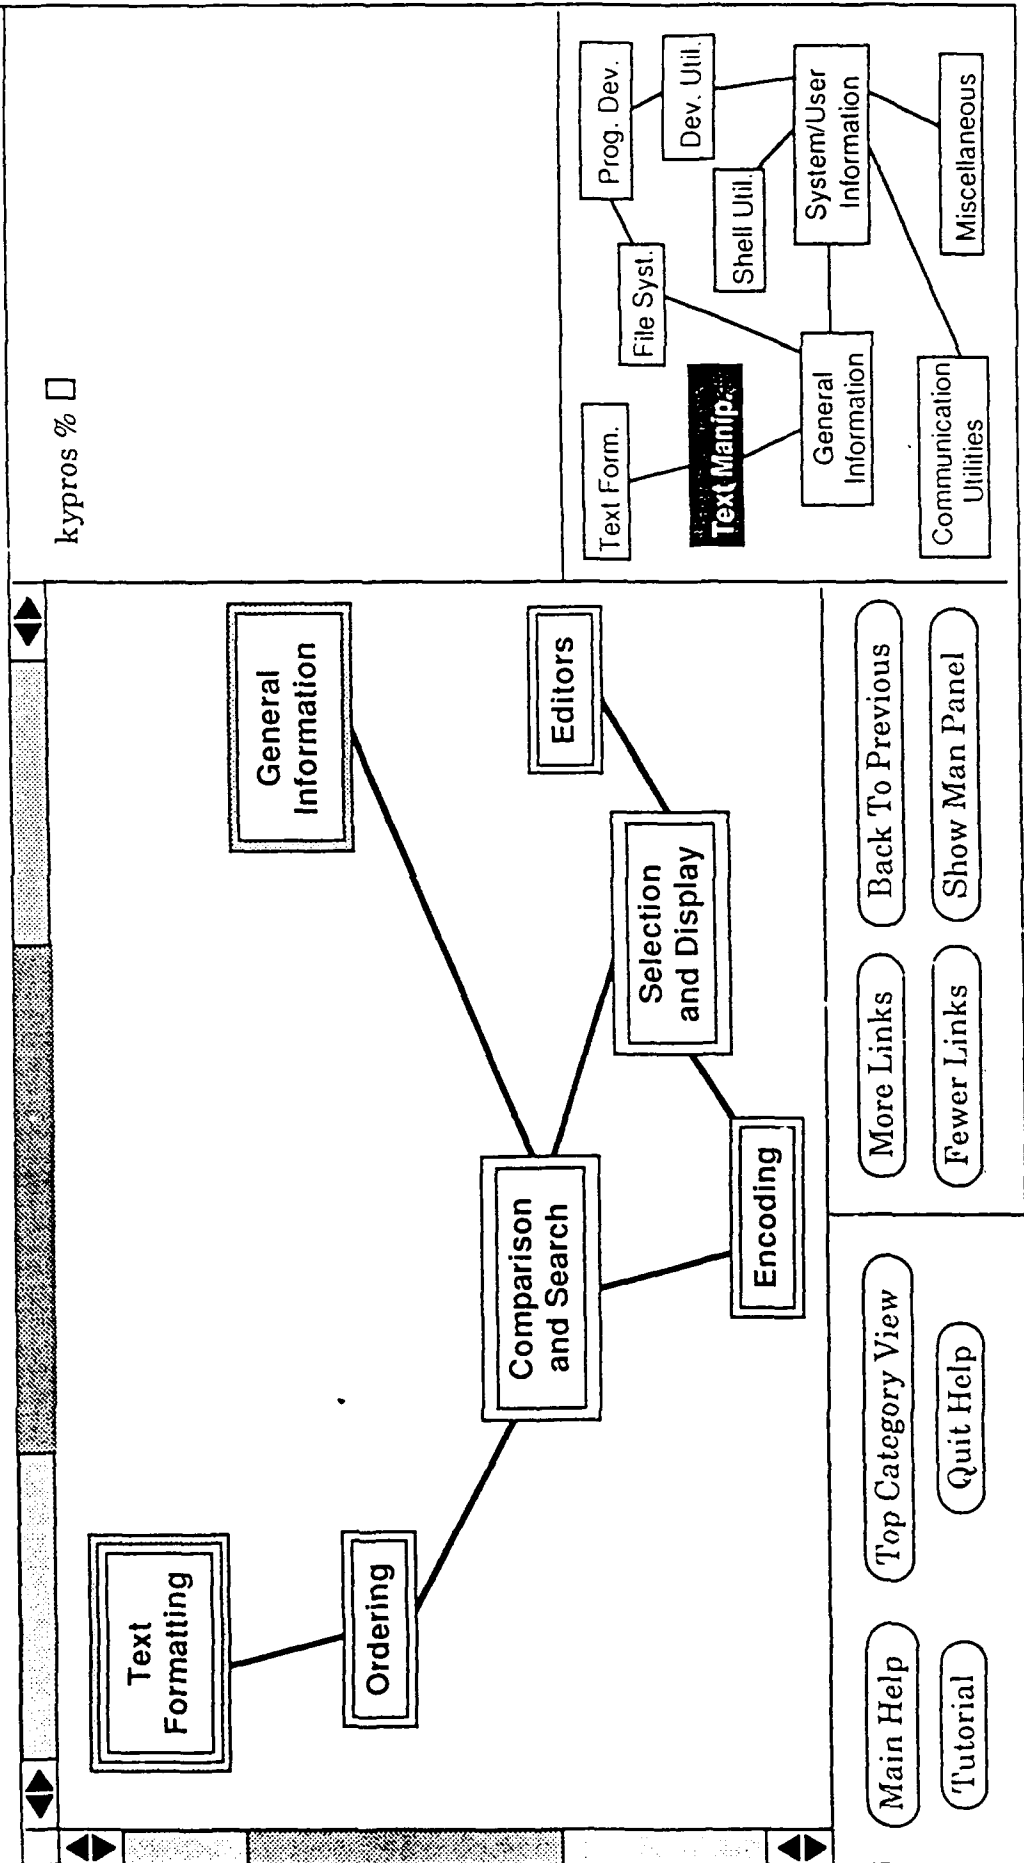 Text
Formatting
General
Information
Ordering
Comparison
and Search
Editors
Selection
and Display
Encoding
kypros %
Text Form.
File Syst.
Prog. Dev.
Dev. Util.
Text Manip.
Shell Util.
General
Information
System/User
Information
Communication
Utilities
Miscellaneous
Main Help
Top Category View
More Links
Back To Previous
Tutorial
Quit Help
Fewer Links
Show Man Panel